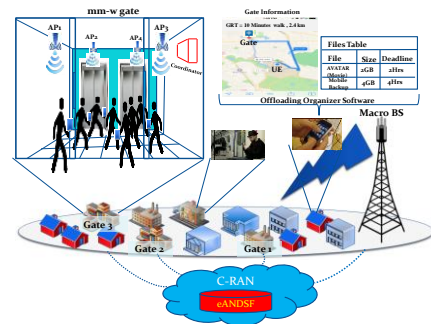 mm-w gate
AP1
AP2
AP4
AP3
Coordinator
Gate Information
GRT = 10 Minutes walk , 2.4 km
Gate
UE
Files Table
File Size Deadline
AVATAR (Movie) 2GB 2Hrs
Mobile Backup 4GB 4Hrs
Offloading Organizer Software
Macro BS
Gate 3
Gate 2
Gate 1
C-RAN
eANDSF